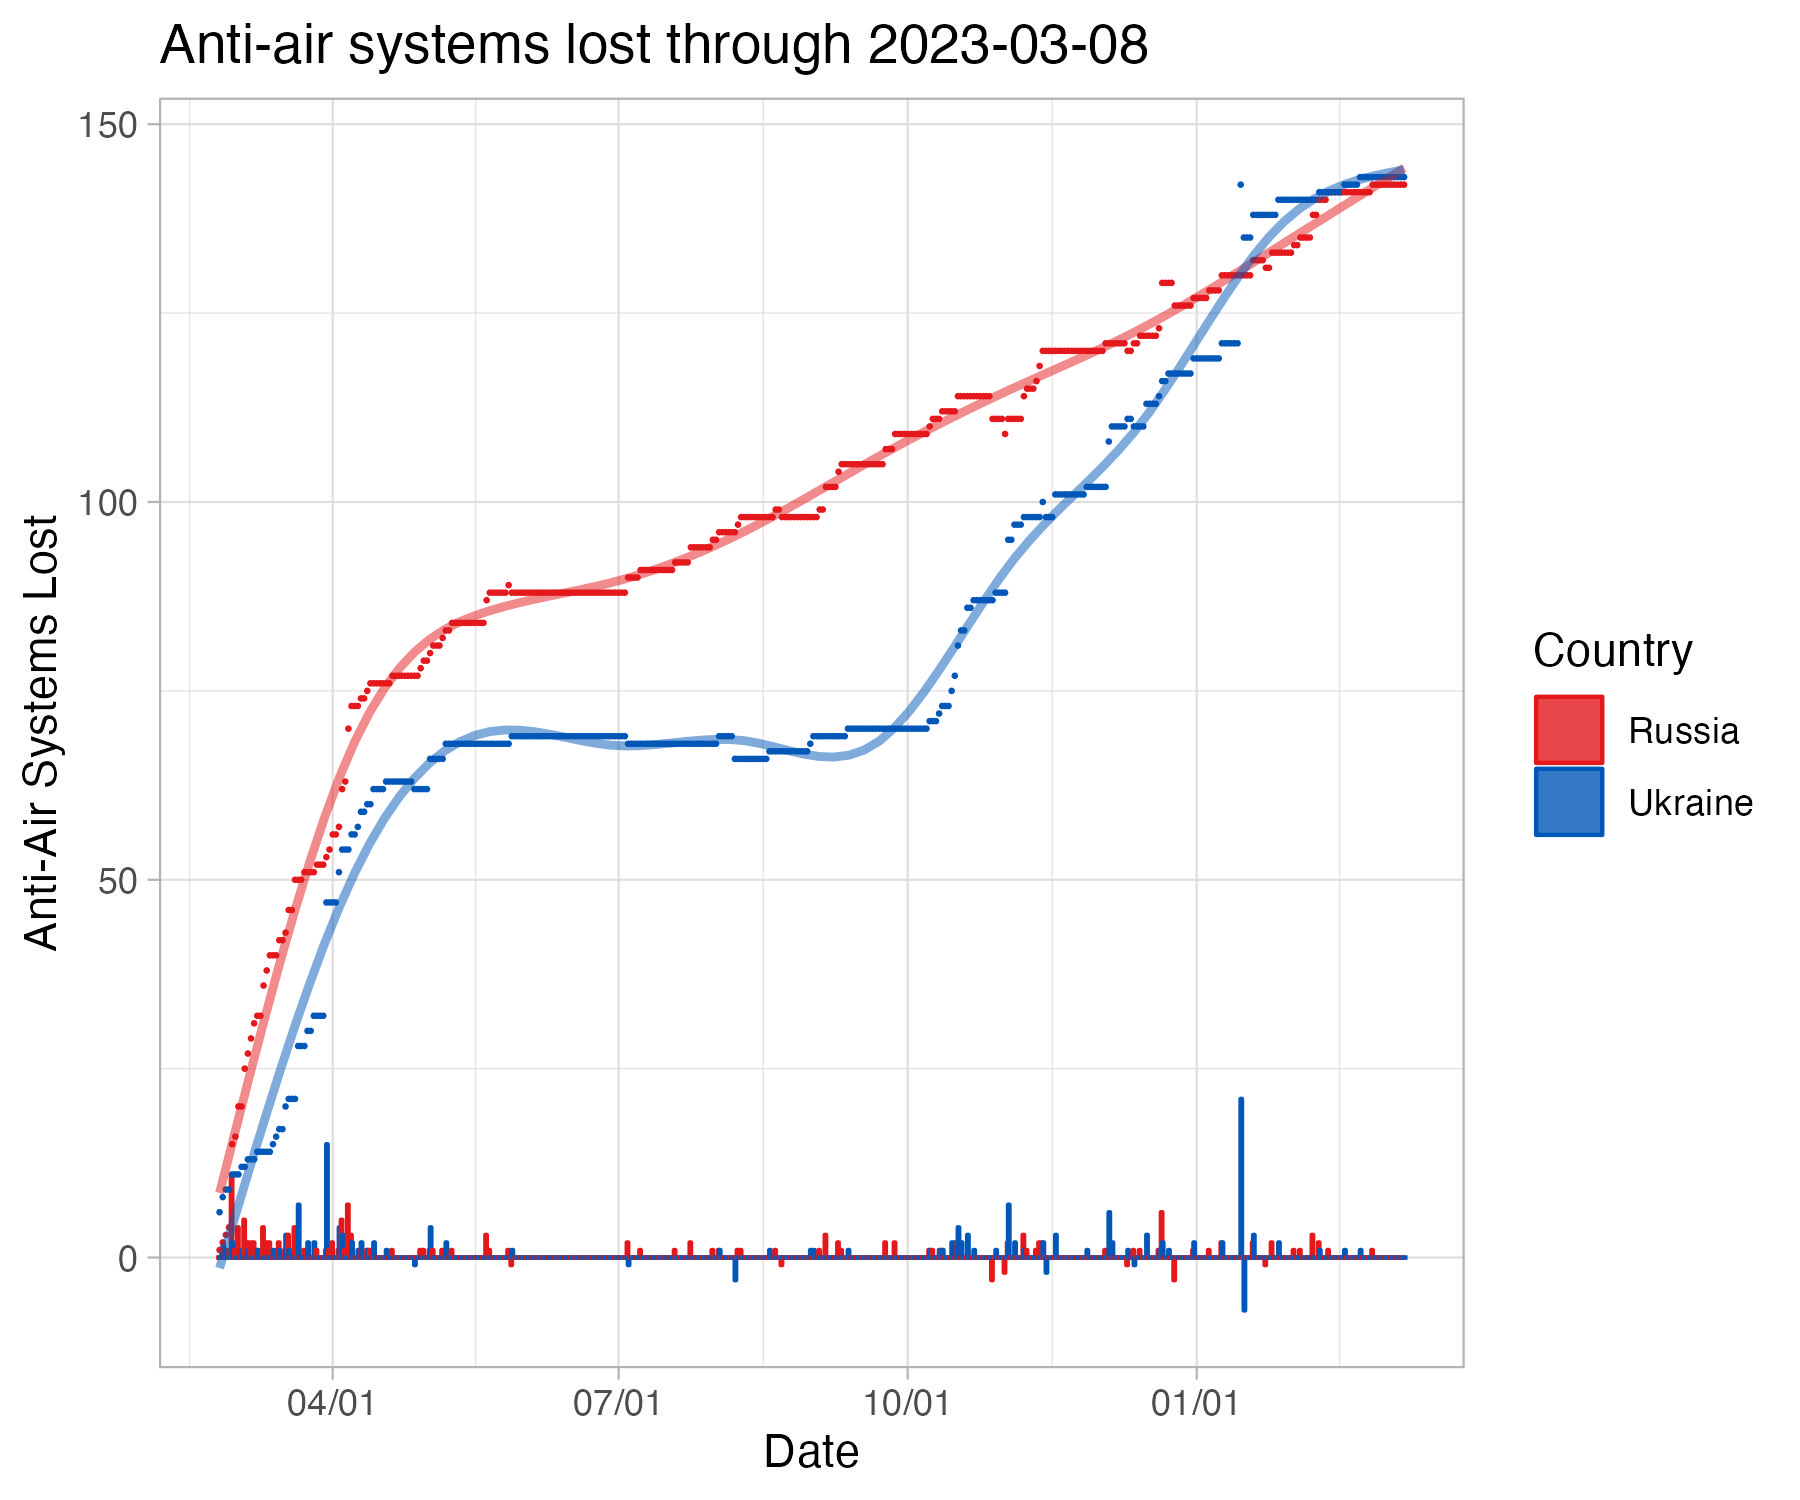 Anti-air systems lost through 2023-03-08
150
100
50
0
Anti-Air Systems Lost
04/01
07/01
10/01
01/01
Date
Country
Russia
Ukraine